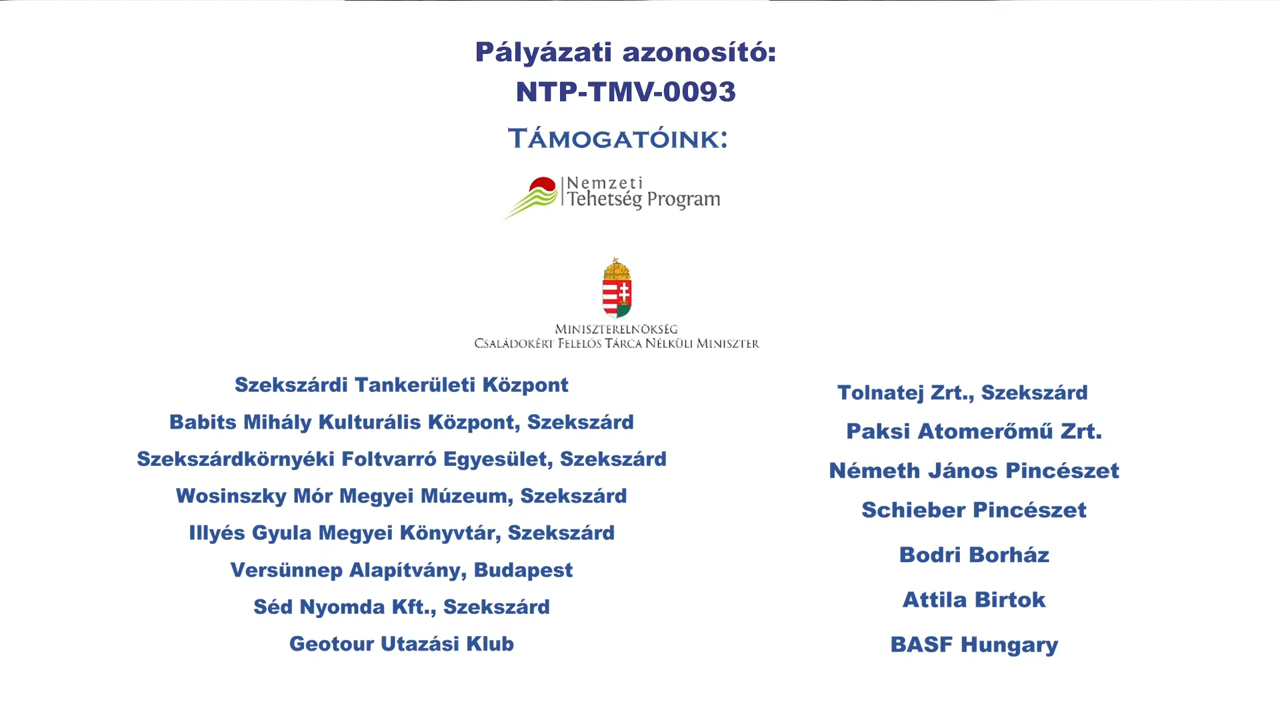 Pályázati azonosító:
NTP-TMV-0093
Támogatóink:
Nemzeti
Tehetség Program
Miniszterelnökség
Családokért Felelős Tárca Nélküli Miniszter
Szekszárdi Tankerületi Központ
Babits Mihály Kulturális Központ, Szekszárd
Szekszárdkörnyéki Foltvarró Egyesület, Szekszárd
Wosinszky Mór Megyei Múzeum, Szekszárd
Illyés Gyula Megyei Könyvtár, Szekszárd
Versünnep Alapítvány, Budapest
Séd Nyomda Kft., Szekszárd
Geotour Utazási Klub
Tolnatej Zrt., Szekszárd
Paksi Atomerőmű Zrt.
Németh János Pincészet
Schieber Pincészet
Bodri Borház
Attila Birtok
BASF Hungary